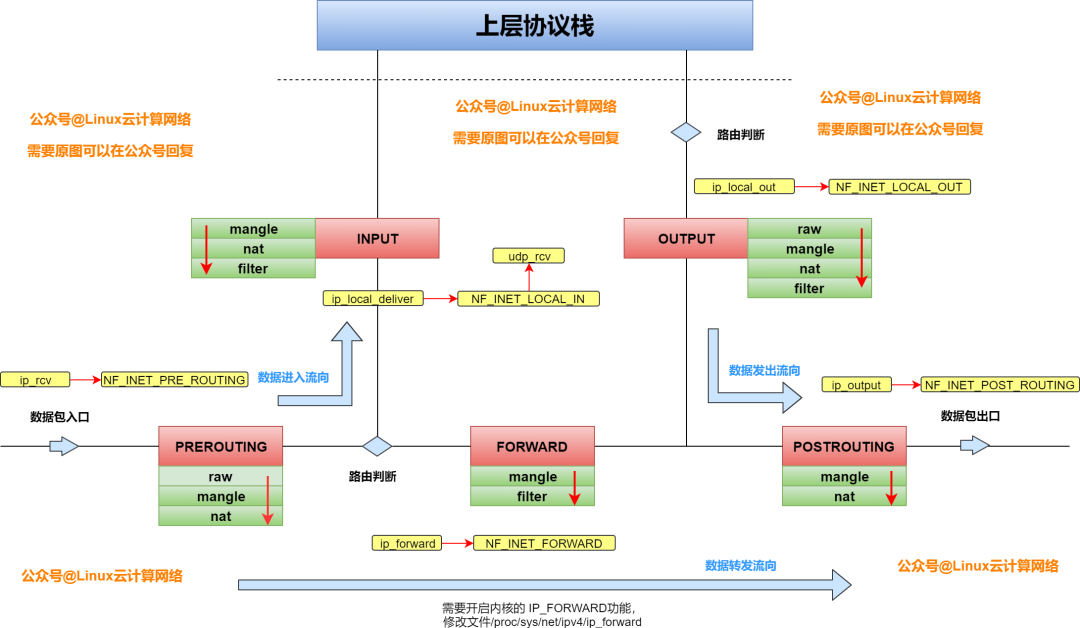 上层协议栈
公众号@Linux云计算网络
需要原图可以在公众号回复
公众号@Linux云计算网络
需要原图可以在公众号回复
公众号@Linux云计算网络
需要原图可以在公众号回复
路由判断
ip_local_out
NF_INET_LOCAL_OUT
mangle
nat
filter
INPUT
OUTPUT
raw
mangle
nat
filter
udp_rcv
ip_local_deliver
NF_INET_LOCAL_IN
ip_rcv
NF_INET_PRE_ROUTING
数据进入流向
数据发出流向
ip_output
NF_INET_POST_ROUTING
数据包入口
数据包出口
PREROUTING
raw
mangle
nat
路由判断
FORWARD
mangle
filter
POSTROUTING
mangle
nat
ip_forward
NF_INET_FORWARD
公众号@Linux云计算网络
数据转发流向
公众号@Linux云计算网络
需要开启内核的 IP_FORWARD功能，
修改文件/proc/sys/net/ipv4/ip_forward